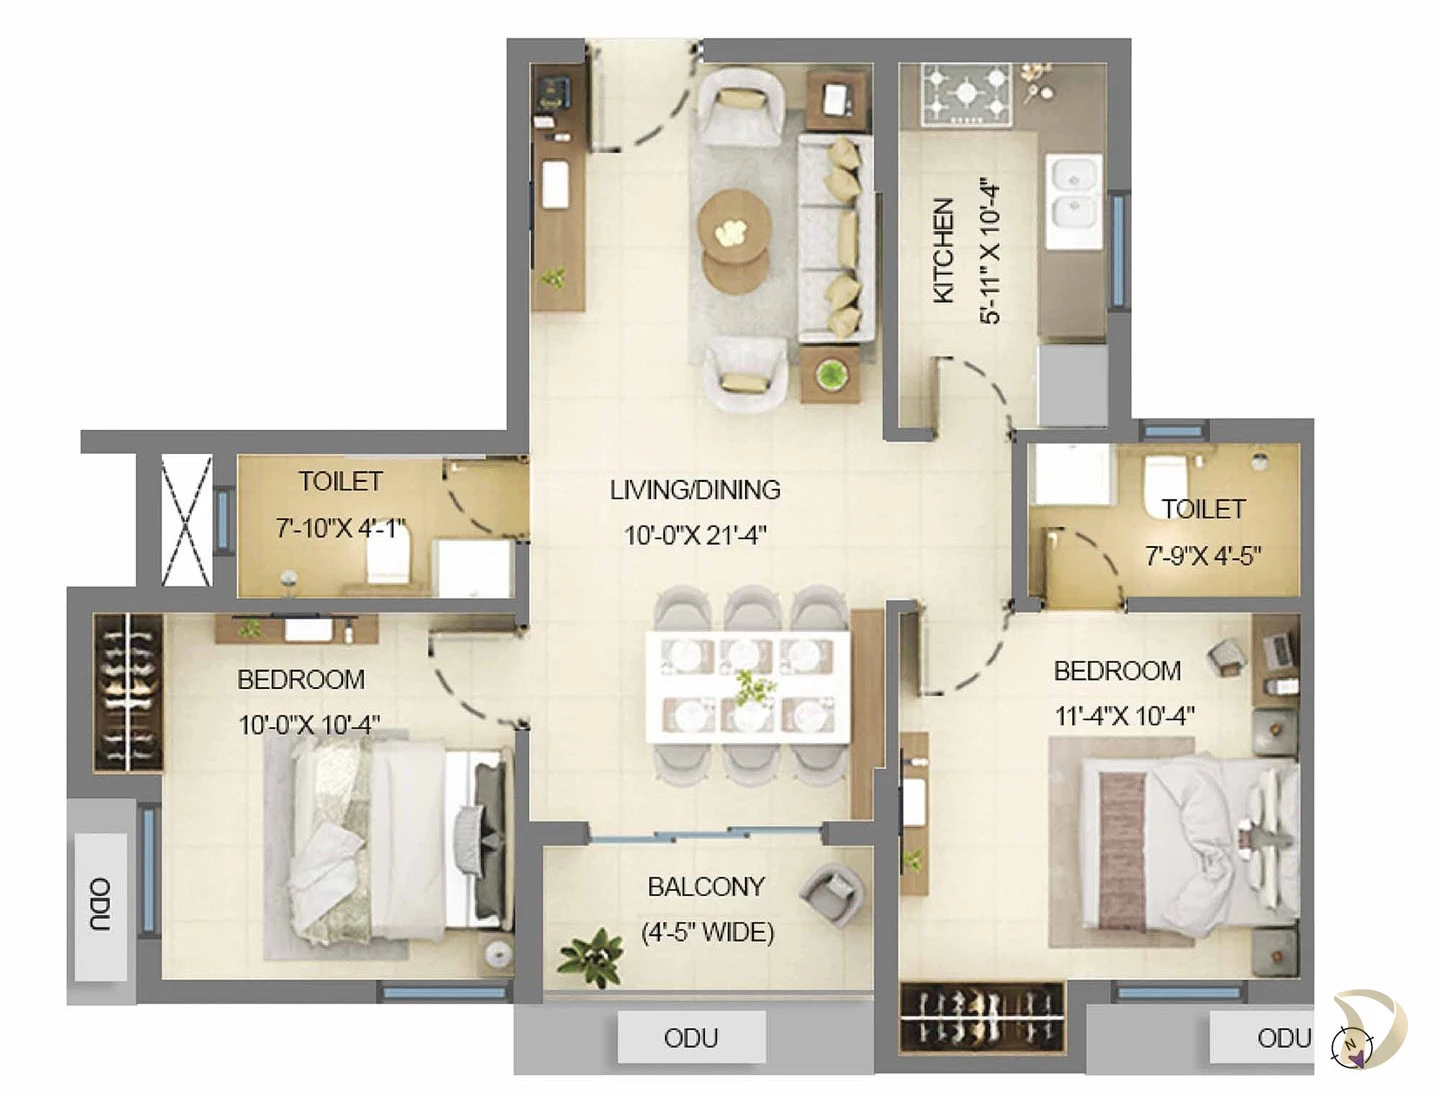 KITCHEN
5'-11" X 10'-4"
TOILET
7'-10"X 4'-1"
LIVING/DINING
10'-0"X 21'-4"
TOILET
7'-9"X 4'-5"
BEDROOM
10'-0"X 10'-4"
BEDROOM
11'-4"X 10'-4"
BALCONY
(4'-5" WIDE)
ODU
ODU
ODU
N